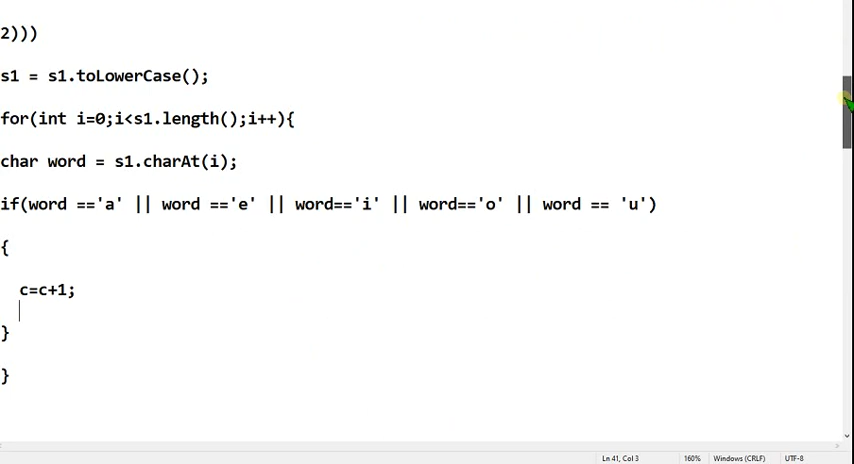 2)))
s1 = s1.toLowerCase();
for(int i=0;i<s1.length();i++){
char word = s1.charAt(i);
if(word =='a' || word =='e' || word=='i' || word=='o' || word == 'u')
{
c=c+1;
}
}
Ln 41, Col 3 160% Windows (CRLF) UTF-8